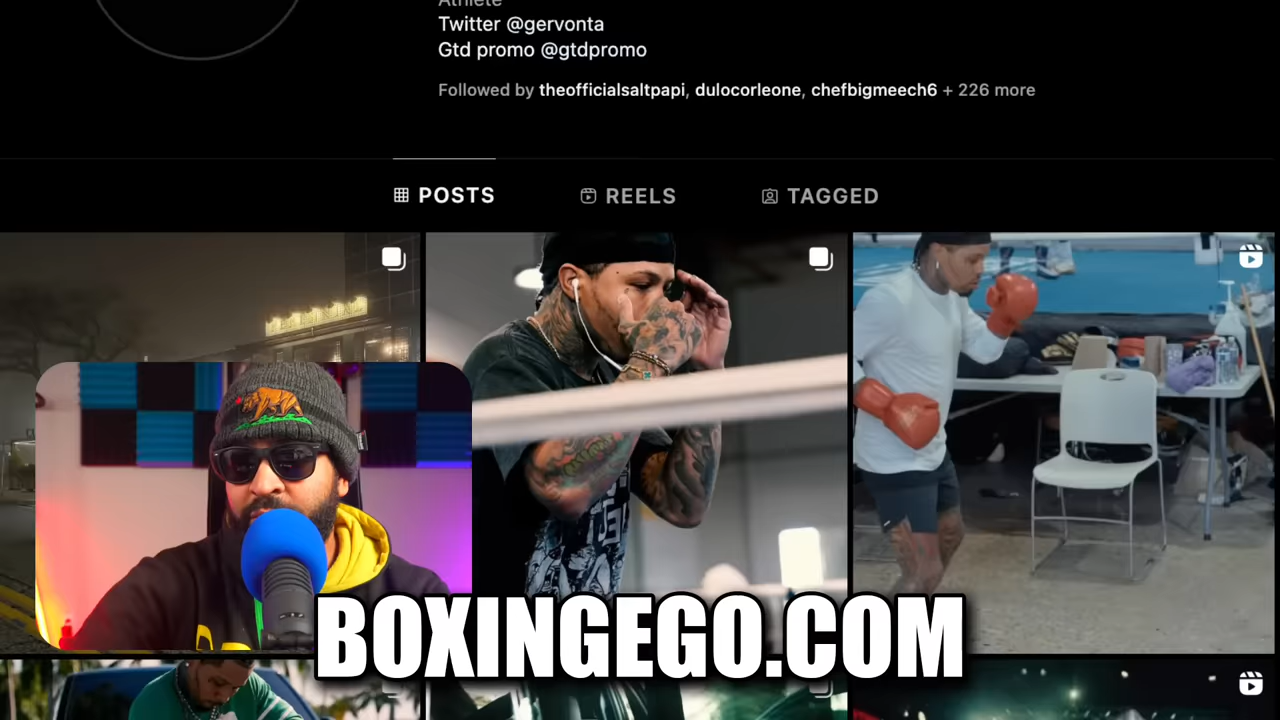 Athlete
Twitter @gervonta
Gtd promo @gtdpromo
Followed by theofficialsaltpapi, dulocorleone, chefbigmeech6 + 226 more
POSTS
REELS
TAGGED
BOXINGEGO.COM